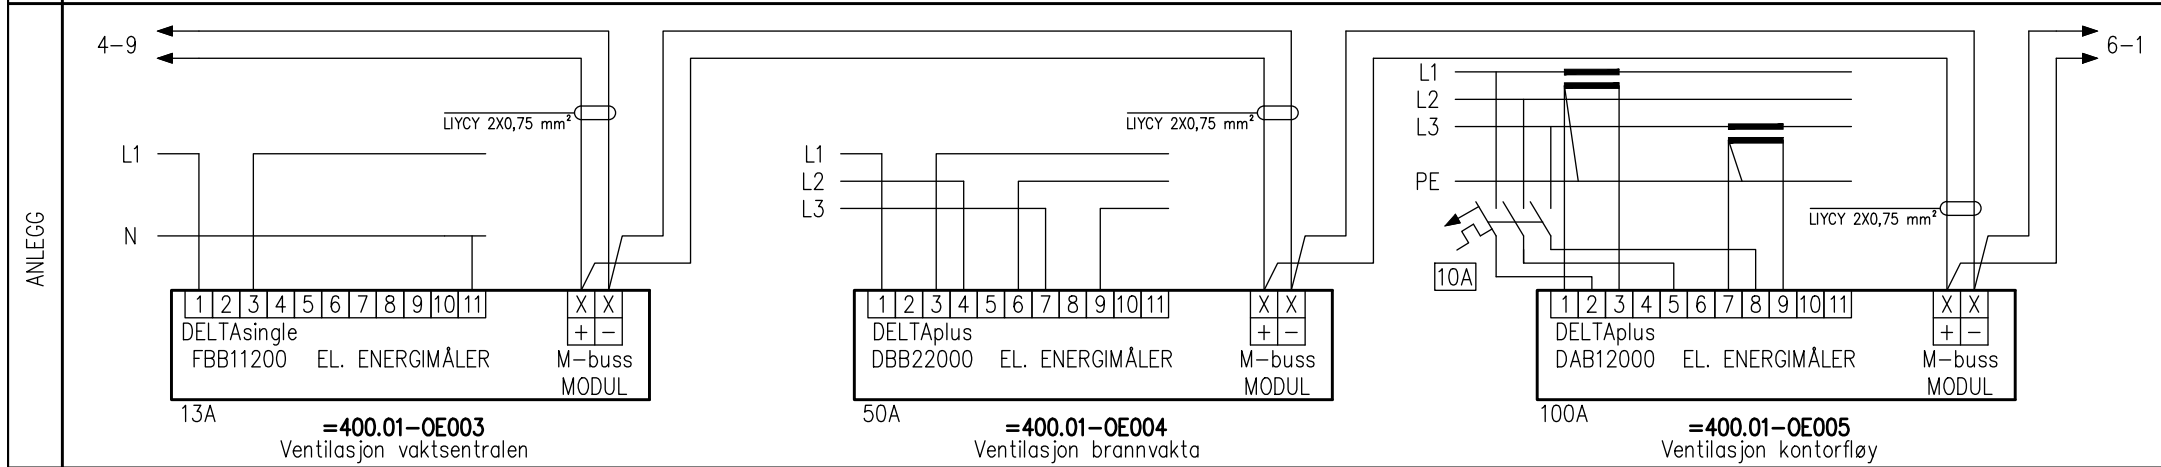 ANLEGG
4-9
LIYCY 2X0,75 mm²
L1
N
1 2 3 4 5 6 7 8 9 10 11
X X
+ -
DELTAsingle
FBB11200 EL. ENERGIMÅLER
M-buss
MODUL
13A
=400.01-OE003
Ventilasjon vaktsentralen
LIYCY 2X0,75 mm²
L1
L2
L3
1 2 3 4 5 6 7 8 9 10 11
X X
+ -
DELTAplus
DBB22000 EL. ENERGIMÅLER
M-buss
MODUL
50A
=400.01-OE004
Ventilasjon brannvakta
6-1
L1
L2
L3
PE
LIYCY 2X0,75 mm²
10A
1 2 3 4 5 6 7 8 9 10 11
X X
+ -
DELTAplus
DAB12000 EL. ENERGIMÅLER
M-buss
MODUL
100A
=400.01-OE005
Ventilasjon kontorfløy